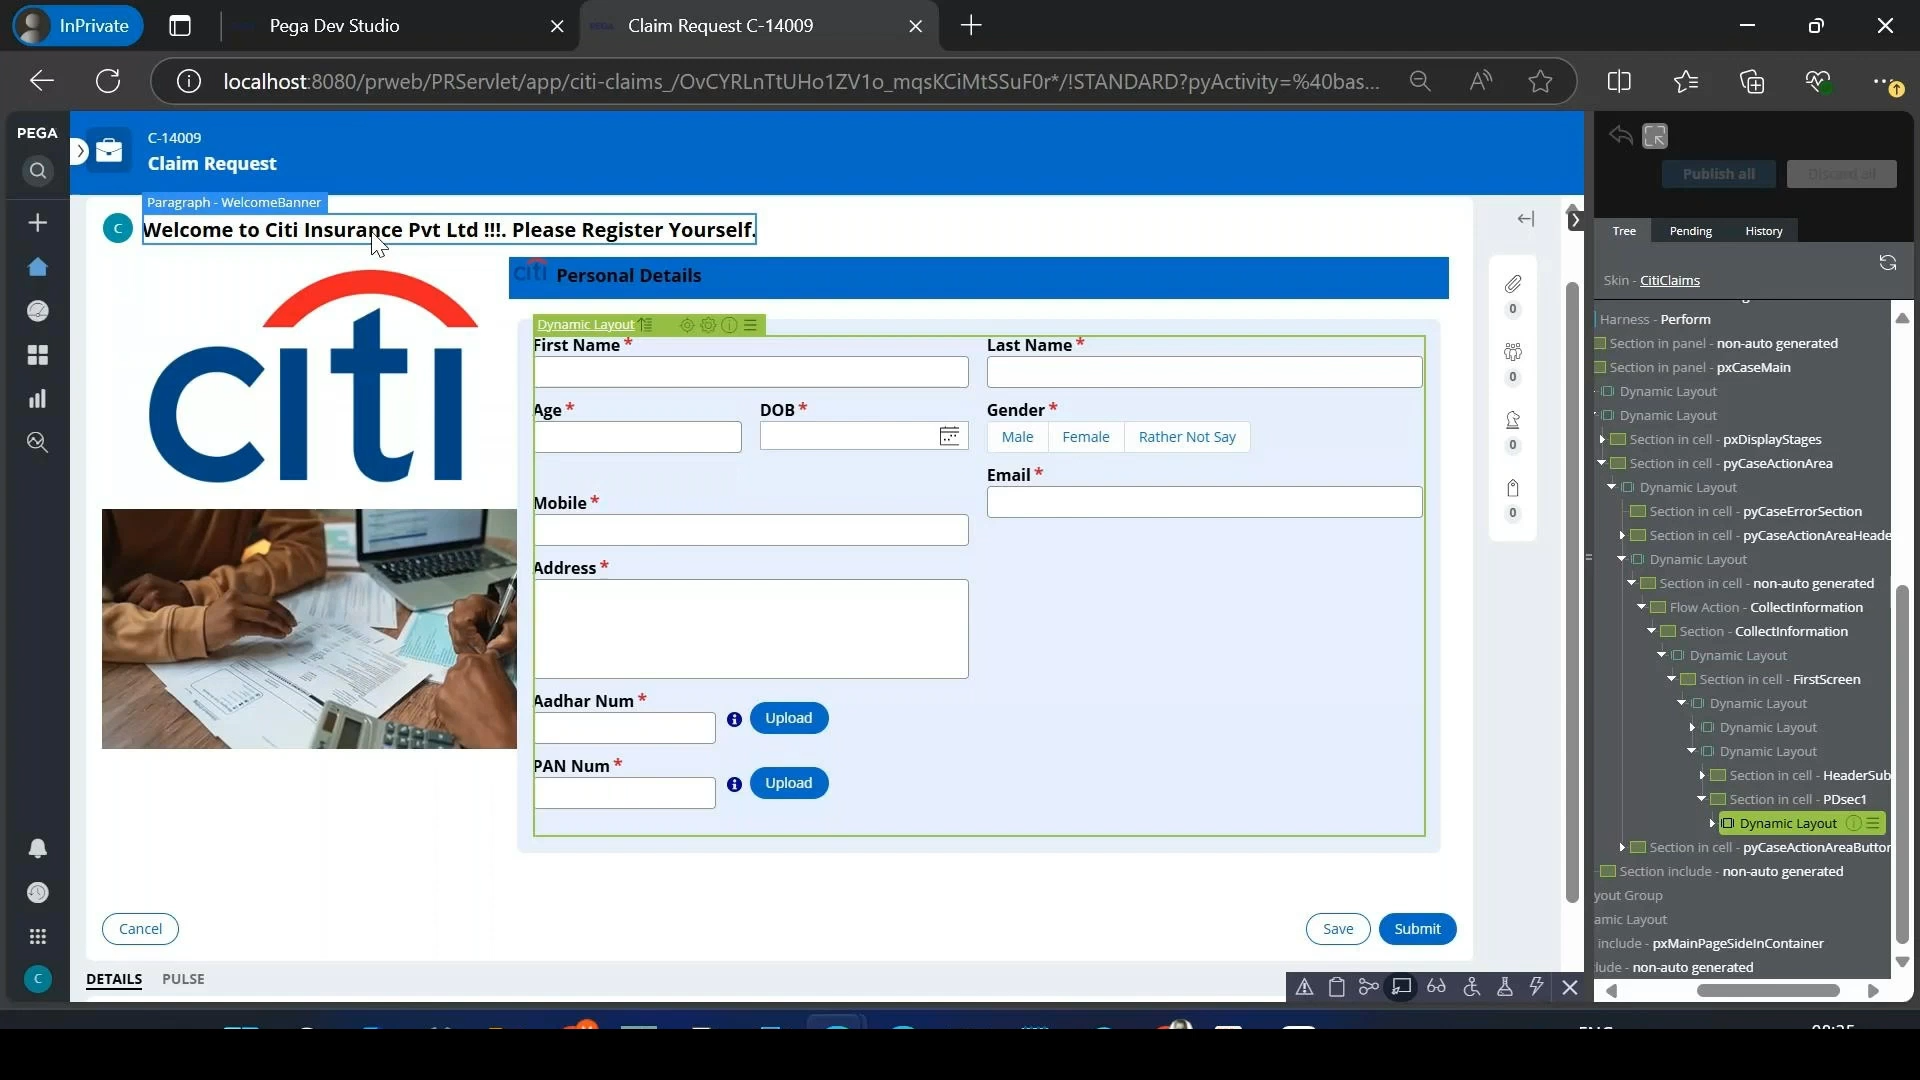 InPrivate
Pega Dev Studio
Claim Request C-14009
localhost:8080/prweb/PRServlet/app/citi-claims_/OvCYRLnTtUHo1ZV1o_mqsKCiMtSSuF0r*/!STANDARD?pyActivity=%40bas...
PEGA
C-14009
Claim Request
Paragraph - WelcomeBanner
C
Welcome to Citi Insurance Pvt Ltd !!!. Please Register Yourself.
citi
citi Personal Details
Dynamic Layout
First Name *
Last Name *
Age *
DOB *
Gender *
Male
Female
Rather Not Say
Email *
Mobile *
Address *
Aadhar Num *
Upload
PAN Num *
Upload
Cancel
Save
Submit
C
DETAILS
PULSE
0
0
0
0
Publish all
Discard all
Tree
Pending
History
Skin - CitiClaims
Harness - Perform
Section in panel - non-auto generated
Section in panel - pxCaseMain
Dynamic Layout
Dynamic Layout
Section in cell - pxDisplayStages
Section in cell - pyCaseActionArea
Dynamic Layout
Section in cell - pyCaseErrorSection
Section in cell - pyCaseActionAreaHeade
Dynamic Layout
Section in cell - non-auto generated
Flow Action - CollectInformation
Section - CollectInformation
Dynamic Layout
Section in cell - FirstScreen
Dynamic Layout
Dynamic Layout
Dynamic Layout
Section in cell - HeaderSub
Section in cell - PDsec1
Dynamic Layout
Section in cell - pyCaseActionAreaButtor
Section include - non-auto generated
yout Group
amic Layout
include - pxMainPageSideInContainer
lude - non-auto generated